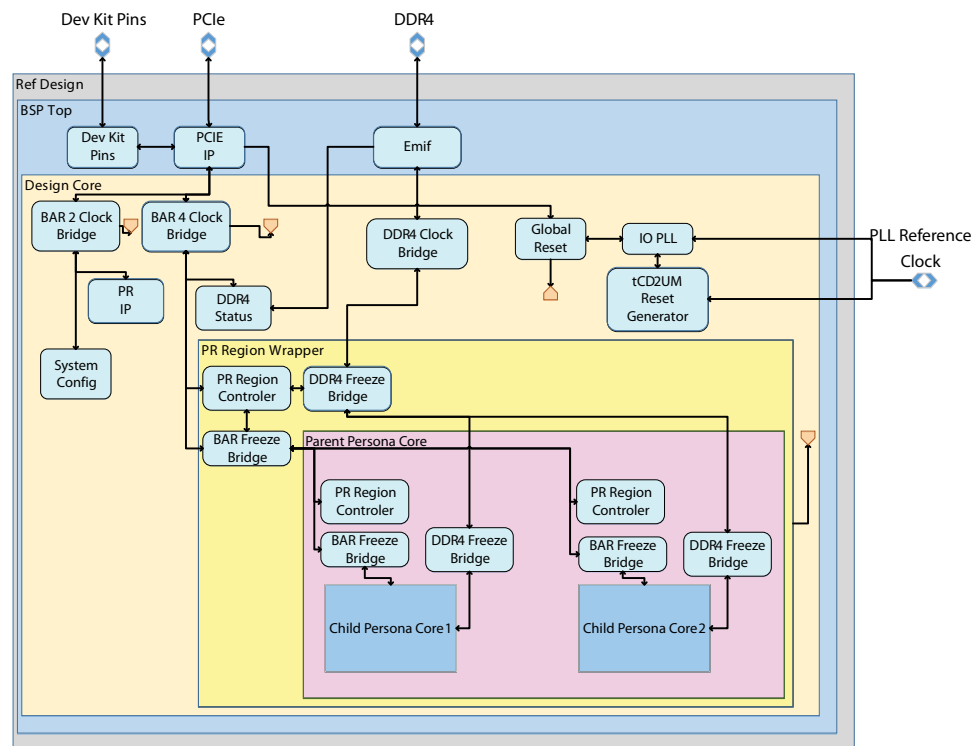 Dev Kit Pins
PCIe
DDR4
Ref Design
BSP Top
Dev Kit
Pins
PCIE
IP
Emif
Design Core
BAR 2 Clock
Bridge
BAR 4 Clock
Bridge
DDR4 Clock
Bridge
Global
Reset
IO PLL
PLL Reference
Clock
PR
IP
DDR4
Status
tCD2UM
Reset
Generator
System
Config
PR Region Wrapper
PR Region
Controler
DDR4 Freeze
Bridge
BAR Freeze
Bridge
Parent Persona Core
PR Region
Controler
PR Region
Controler
BAR Freeze
Bridge
DDR4 Freeze
Bridge
BAR Freeze
Bridge
DDR4 Freeze
Bridge
Child Persona Core1
Child Persona Core2